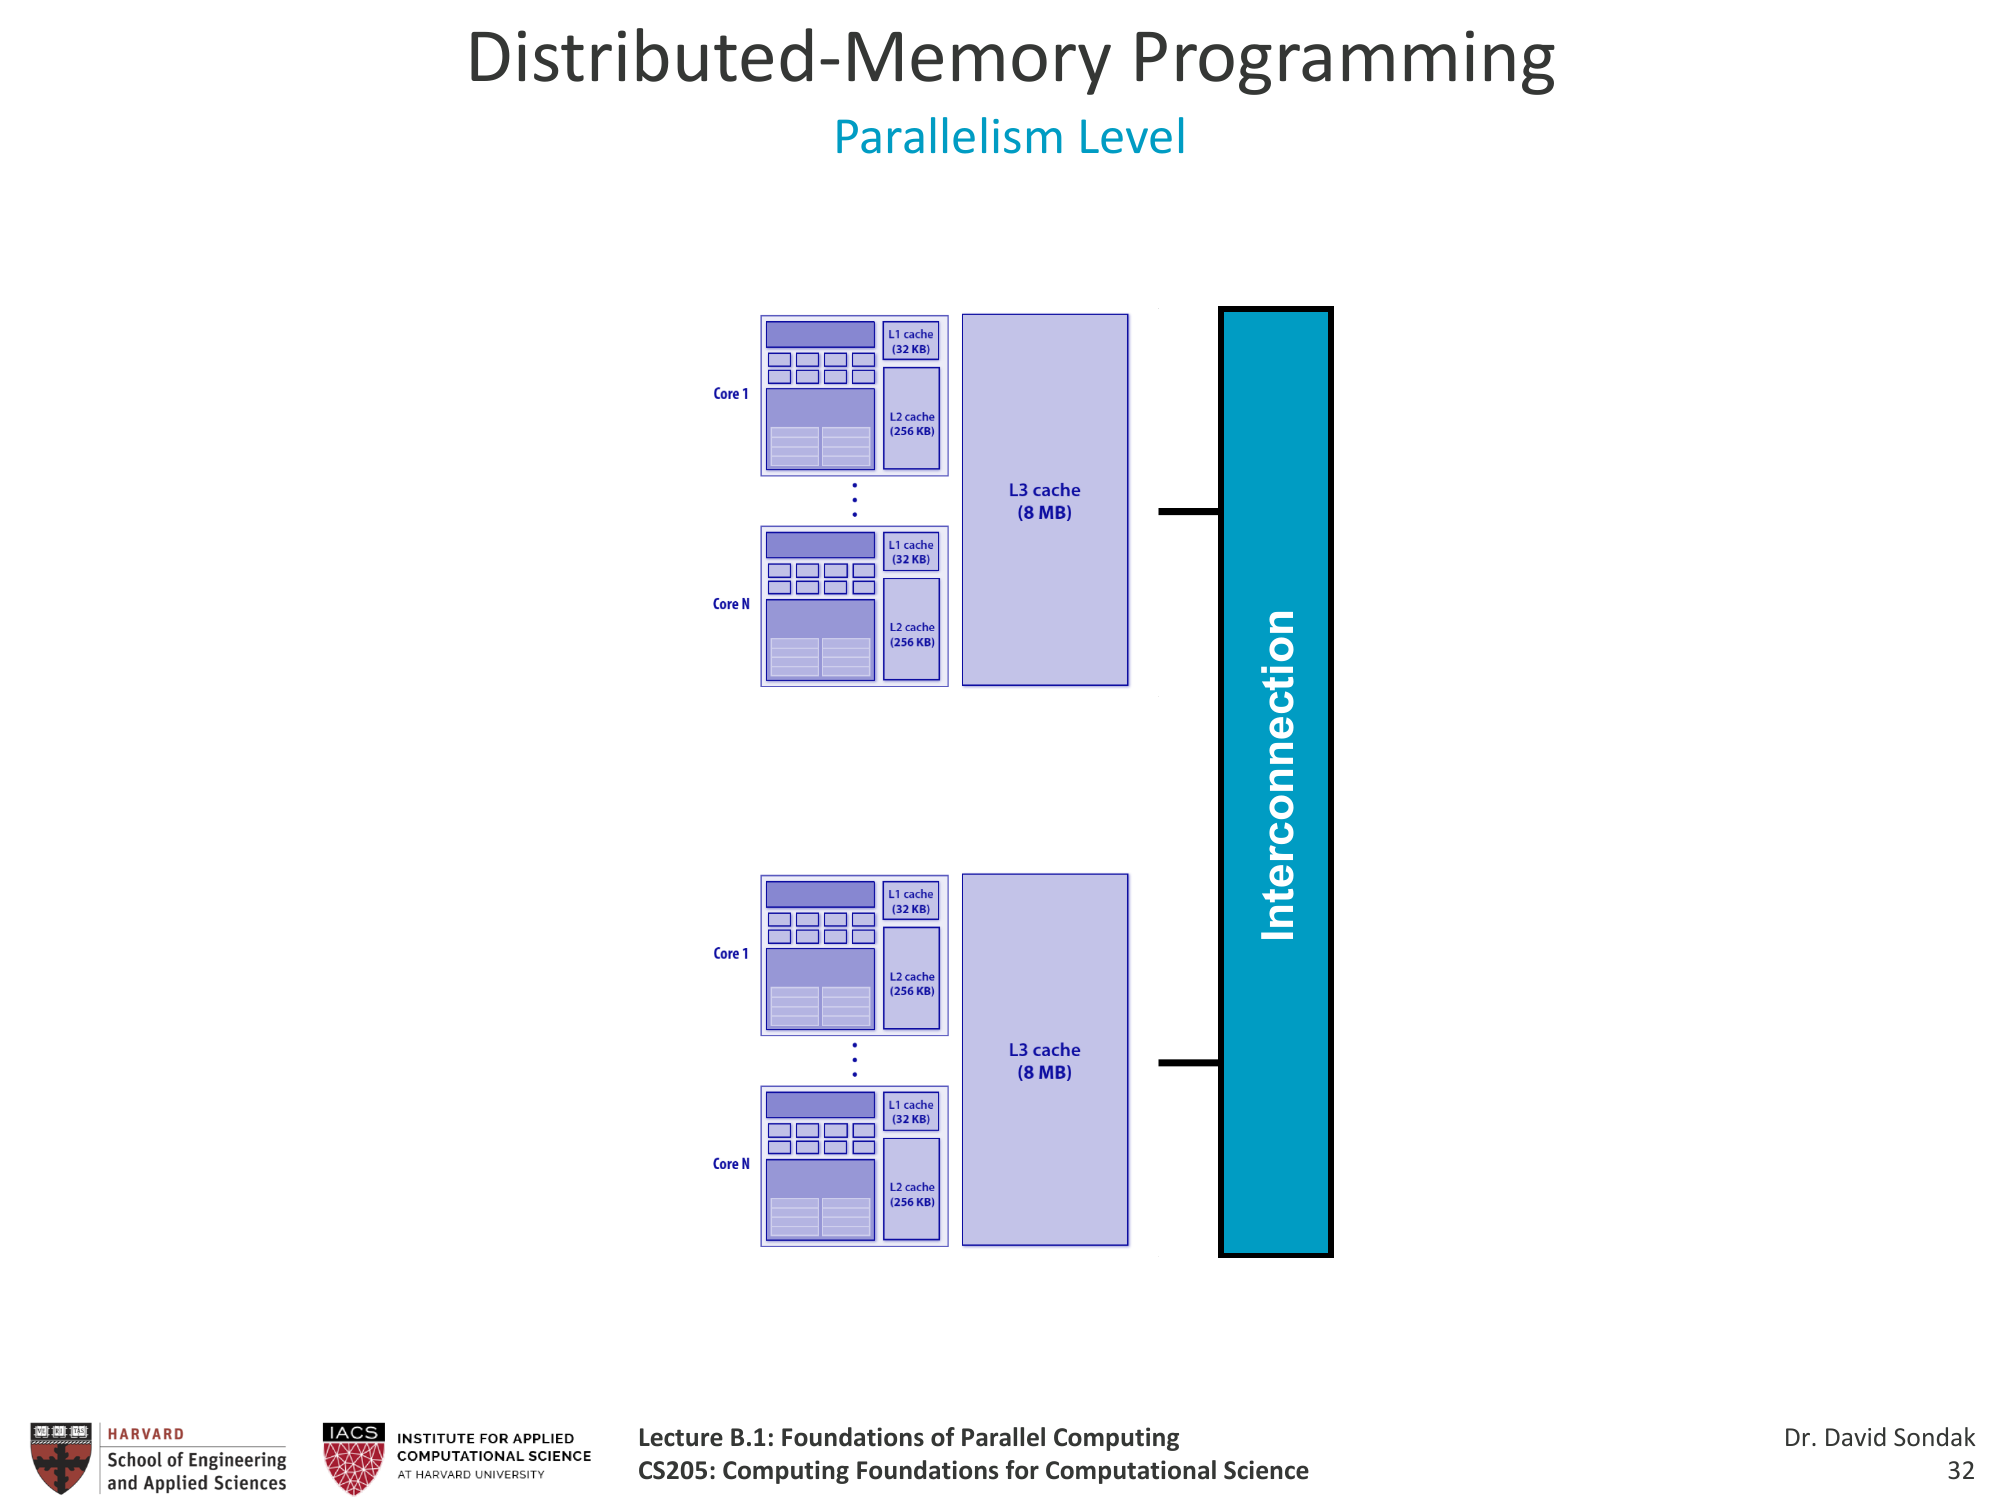 Distributed-Memory Programming
Parallelism Level
Core 1
L1 cache
(32 KB)
L2 cache
(256 KB)
Core N
L1 cache
(32 KB)
L2 cache
(256 KB)
L3 cache
(8 MB)
Core 1
L1 cache
(32 KB)
L2 cache
(256 KB)
Core N
L1 cache
(32 KB)
L2 cache
(256 KB)
L3 cache
(8 MB)
Interconnection
HARVARD
School of Engineering
and Applied Sciences
IACS
INSTITUTE FOR APPLIED
COMPUTATIONAL SCIENCE
AT HARVARD UNIVERSITY
Lecture B.1: Foundations of Parallel Computing
CS205: Computing Foundations for Computational Science
Dr. David Sondak
32